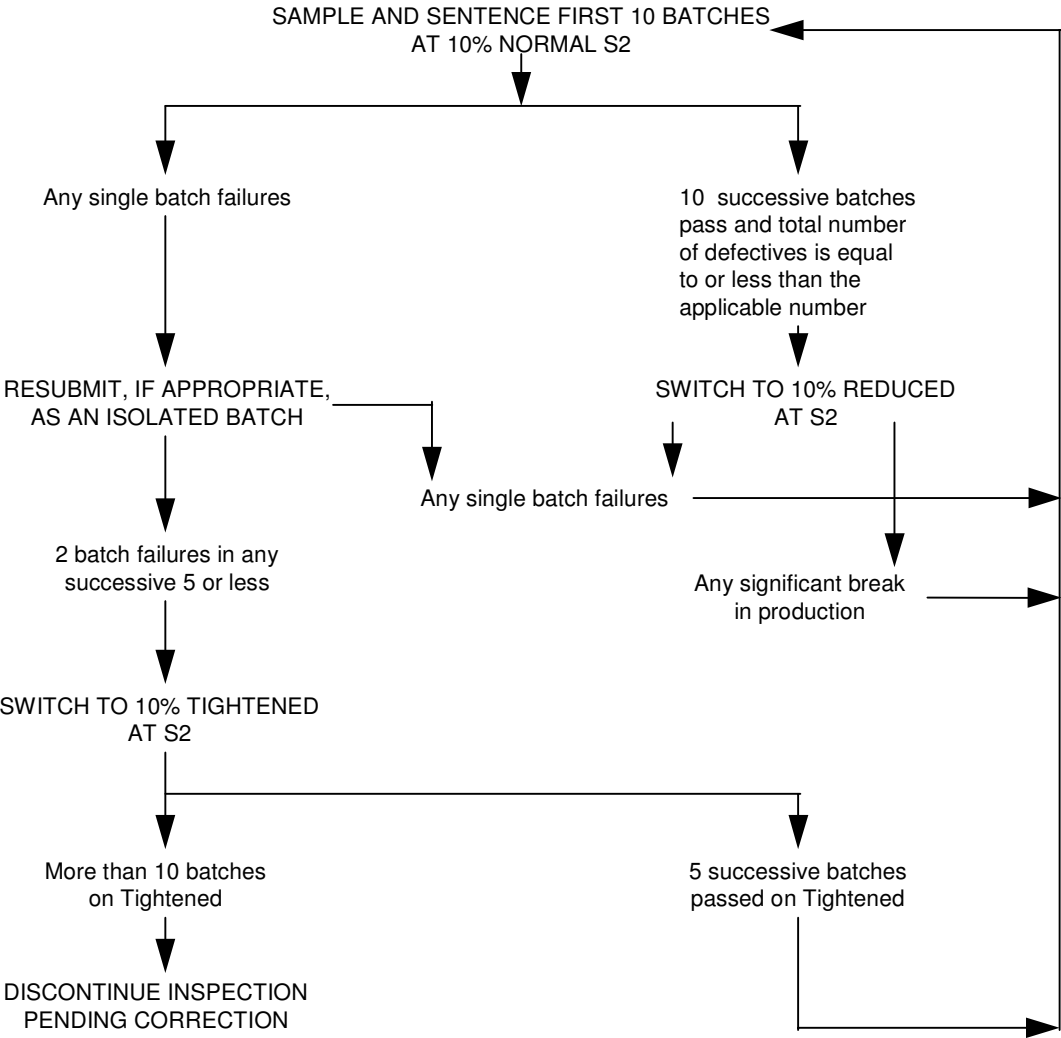 SAMPLE AND SENTENCE FIRST 10 BATCHES
AT 10% NORMAL S2
Any single batch failures
10 successive batches
pass and total number
of defectives is equal
to or less than the
applicable number
RESUBMIT, IF APPROPRIATE,
AS AN ISOLATED BATCH
SWITCH TO 10% REDUCED
AT S2
Any single batch failures
2 batch failures in any
successive 5 or less
Any significant break
in production
SWITCH TO 10% TIGHTENED
AT S2
More than 10 batches
on Tightened
5 successive batches
passed on Tightened
DISCONTINUE INSPECTION
PENDING CORRECTION